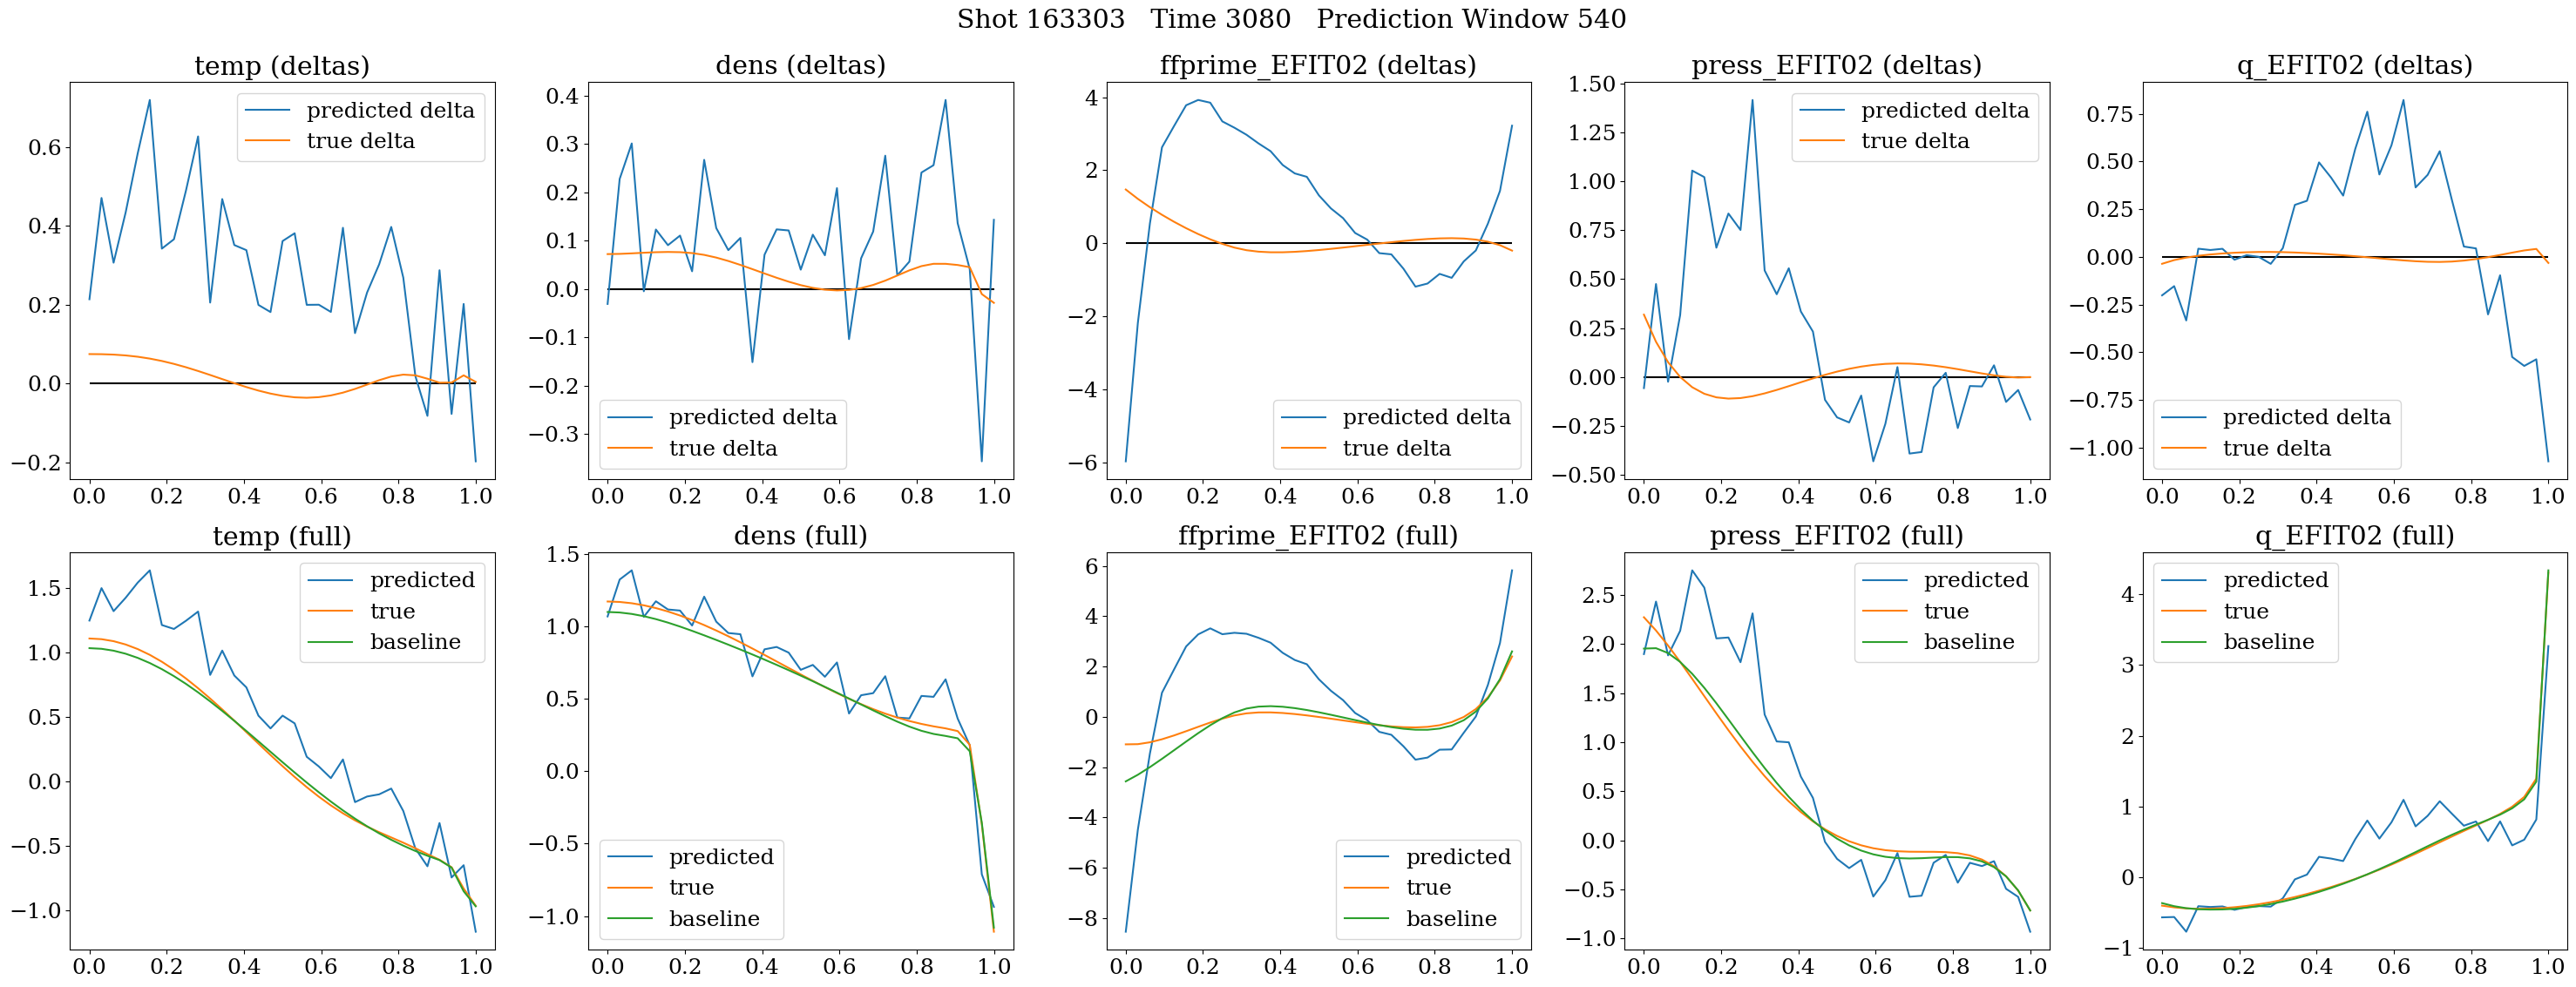 Shot 163303   Time 3080   Prediction Window 540
temp (deltas)
predicted delta
true delta
0.6
0.4
0.2
0.0
−0.2
0.0 0.2 0.4 0.6 0.8 1.0
dens (deltas)
0.4
0.3
0.2
0.1
0.0
−0.1
−0.2
−0.3
predicted delta
true delta
0.0 0.2 0.4 0.6 0.8 1.0
ffprime_EFIT02 (deltas)
4
2
0
−2
−4
−6
predicted delta
true delta
0.0 0.2 0.4 0.6 0.8 1.0
press_EFIT02 (deltas)
predicted delta
true delta
1.50
1.25
1.00
0.75
0.50
0.25
0.00
−0.25
−0.50
0.0 0.2 0.4 0.6 0.8 1.0
q_EFIT02 (deltas)
0.75
0.50
0.25
0.00
−0.25
−0.50
−0.75
−1.00
predicted delta
true delta
0.0 0.2 0.4 0.6 0.8 1.0
temp (full)
predicted
true
baseline
1.5
1.0
0.5
0.0
−0.5
−1.0
0.0 0.2 0.4 0.6 0.8 1.0
dens (full)
1.5
1.0
0.5
0.0
−0.5
−1.0
predicted
true
baseline
0.0 0.2 0.4 0.6 0.8 1.0
ffprime_EFIT02 (full)
6
4
2
0
−2
−4
−6
−8
predicted
true
baseline
0.0 0.2 0.4 0.6 0.8 1.0
press_EFIT02 (full)
predicted
true
baseline
2.5
2.0
1.5
1.0
0.5
0.0
−0.5
−1.0
0.0 0.2 0.4 0.6 0.8 1.0
q_EFIT02 (full)
predicted
true
baseline
4
3
2
1
0
−1
0.0 0.2 0.4 0.6 0.8 1.0